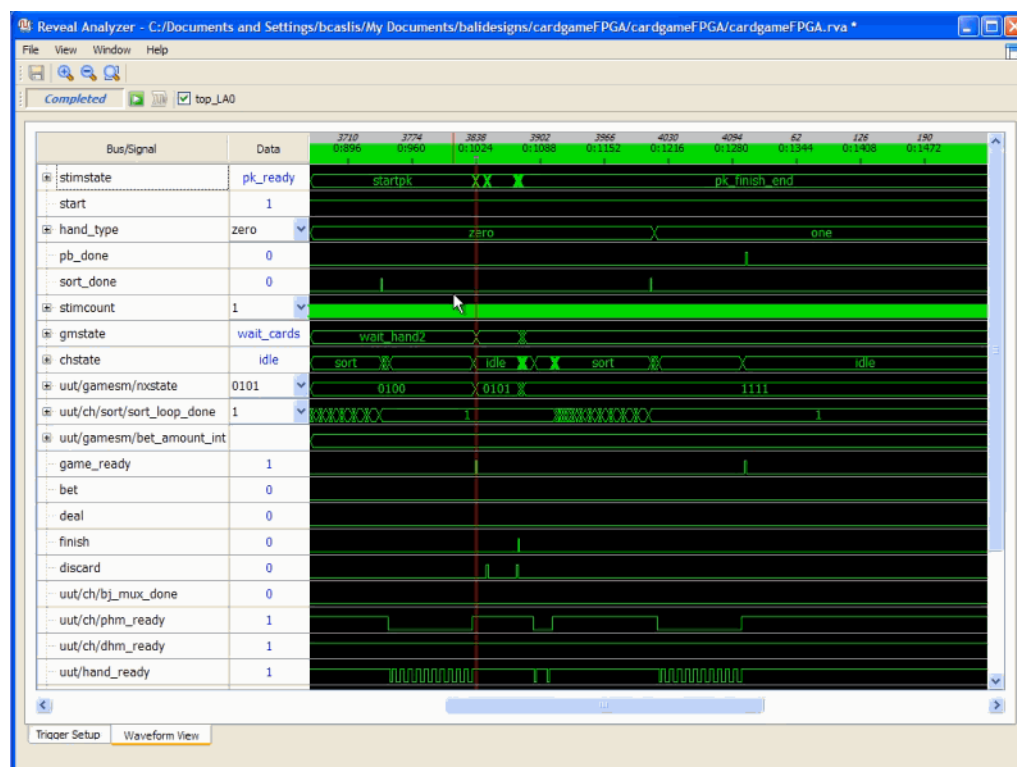 Reveal Analyzer - C:/Documents and Settings/bcaslis/My Documents/balidesigns/cardgameFPGA/cardgameFPGA/cardgameFPGA.rva *
File View Window Help
Completed top_LA0
3710 3774 3838 3902 3966 4030 4094 62 126 190
Bus/Signal Data 0:896 0:960 0:1024 0:1088 0:1152 0:1216 0:1280 0:1344 0:1408 0:1472
stimstate pk_ready startpk pk_finish_end
start 1
hand_type zero zero one
pb_done 0
sort_done 0
stimcount 1
gmstate wait_cards wait_hand2
chstate idle sort idle sort idle
uut/gamesm/nxstate 0101 0100 0101 1111
uut/ch/sort/sort_loop_done 1 1 1
uut/gamesm/bet_amount_int
game_ready 1
bet 0
deal 0
finish 0
discard 0
uut/ch/bj_mux_done 0
uut/ch/phm_ready 1
uut/ch/dhm_ready 1
uut/hand_ready 1
Trigger Setup Waveform View